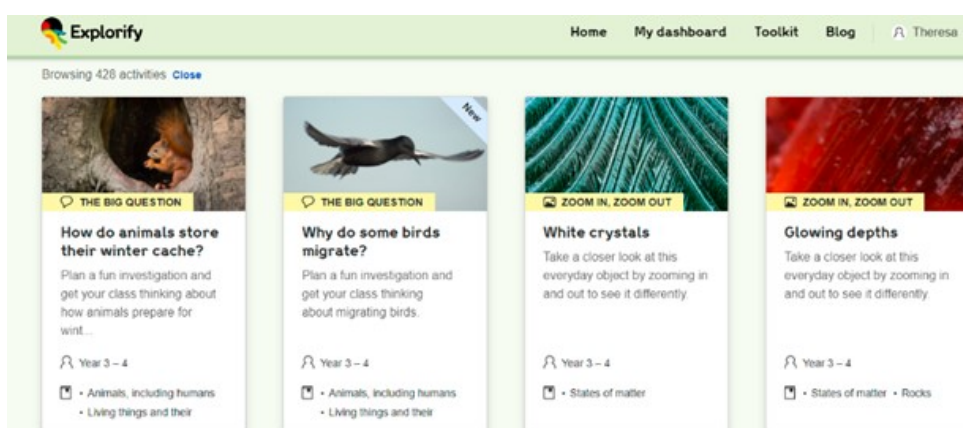 Explorify
Home My dashboard Toolkit Blog Theresa
Browsing 428 activities Close
THE BIG QUESTION
How do animals store
their winter cache?
Plan a fun investigation and
get your class thinking about
how animals prepare for
wint...
Year 3 – 4
• Animals, including humans
• Living things and their
New
THE BIG QUESTION
Why do some birds
migrate?
Plan a fun investigation and
get your class thinking
about migrating birds.
Year 3 – 4
• Animals, including humans
• Living things and their
ZOOM IN, ZOOM OUT
White crystals
Take a closer look at this
everyday object by zooming in
and out to see it differently.
Year 3 – 4
• States of matter
ZOOM IN, ZOOM OUT
Glowing depths
Take a closer look at this
everyday object by zooming in
and out to see it differently.
Year 3 – 4
• States of matter • Rocks